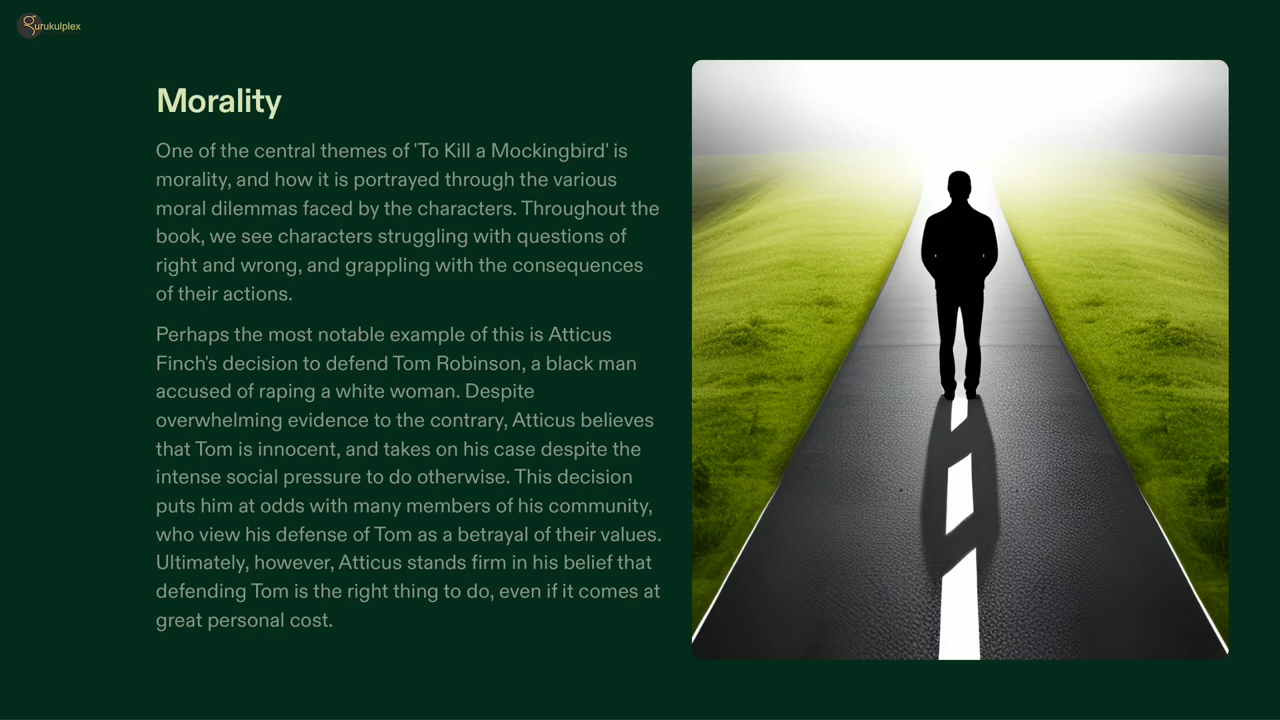 gurukulplex
Morality
One of the central themes of 'To Kill a Mockingbird' is
morality, and how it is portrayed through the various
moral dilemmas faced by the characters. Throughout the
book, we see characters struggling with questions of
right and wrong, and grappling with the consequences
of their actions.
Perhaps the most notable example of this is Atticus
Finch's decision to defend Tom Robinson, a black man
accused of raping a white woman. Despite
overwhelming evidence to the contrary, Atticus believes
that Tom is innocent, and takes on his case despite the
intense social pressure to do otherwise. This decision
puts him at odds with many members of his community,
who view his defense of Tom as a betrayal of their values.
Ultimately, however, Atticus stands firm in his belief that
defending Tom is the right thing to do, even if it comes at
great personal cost.